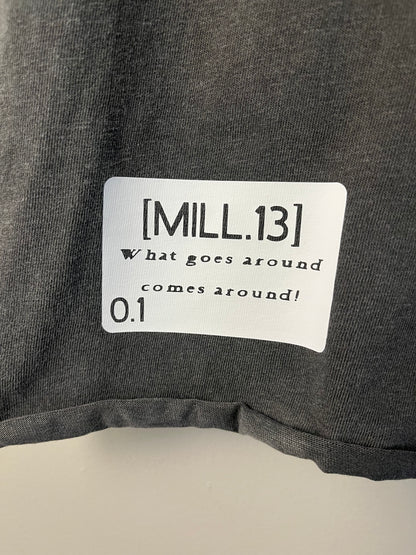 [MILL.13]
What goes around
comes around!
0.1